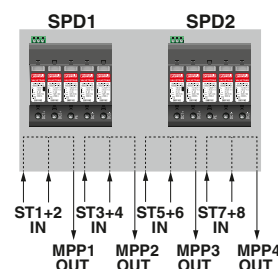 SPD1 SPD2
ST1+2 IN ST3+4 IN ST5+6 IN ST7+8 IN
MPP1 OUT MPP2 OUT MPP3 OUT MPP4 OUT